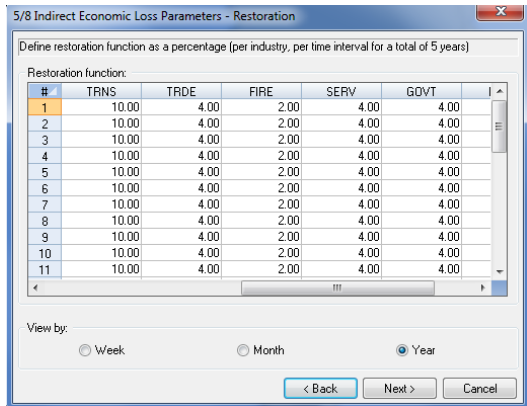 5/8 Indirect Economic Loss Parameters - Restoration
Define restoration function as a percentage (per industry, per time interval for a total of 5 years)
Restoration function:
# TRNS TRDE FIRE SERV GOVT
1 10.00 4.00 2.00 4.00 4.00
2 10.00 4.00 2.00 4.00 4.00
3 10.00 4.00 2.00 4.00 4.00
4 10.00 4.00 2.00 4.00 4.00
5 10.00 4.00 2.00 4.00 4.00
6 10.00 4.00 2.00 4.00 4.00
7 10.00 4.00 2.00 4.00 4.00
8 10.00 4.00 2.00 4.00 4.00
9 10.00 4.00 2.00 4.00 4.00
10 10.00 4.00 2.00 4.00 4.00
11 10.00 4.00 2.00 4.00 4.00
View by:
Week Month Year
< Back Next > Cancel